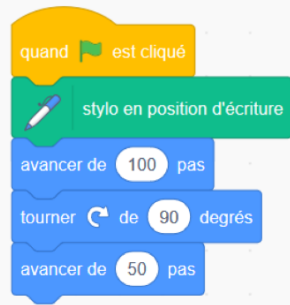 quand est cliqué
stylo en position d'écriture
avancer de 100 pas
tourner de 90 degrés
avancer de 50 pas